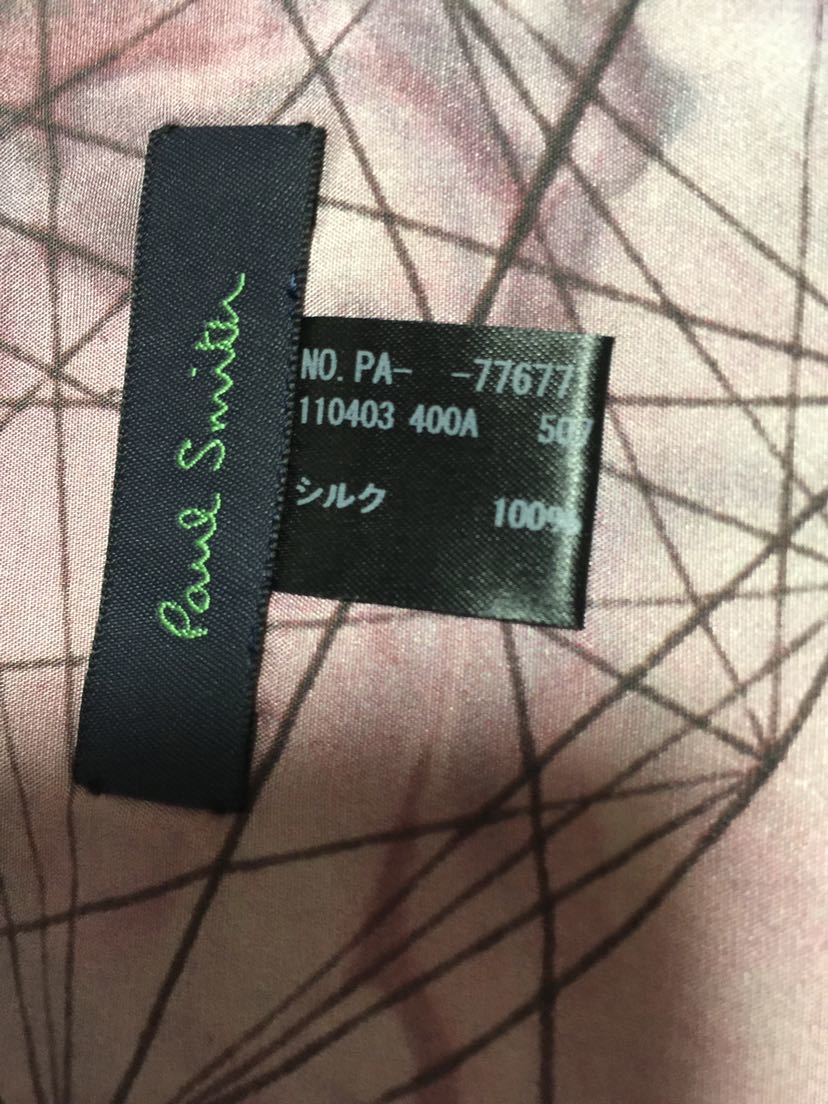 Paul Smith
NO. PA- -77677
110403 400A 507
シルク 100%